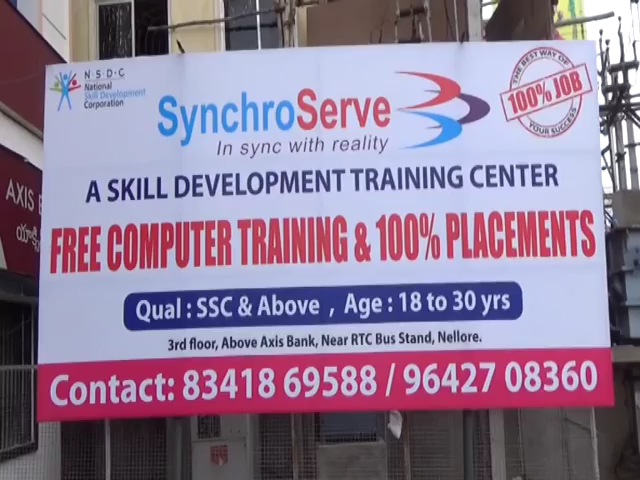 N·S·D·C
National
Skill Development
Corporation
SynchroServe
In sync with reality
THE BEST WAY OF
100% JOB
YOUR SUCCESS
A SKILL DEVELOPMENT TRAINING CENTER
FREE COMPUTER TRAINING & 100% PLACEMENTS
Qual : SSC & Above , Age : 18 to 30 yrs
3rd floor, Above Axis Bank, Near RTC Bus Stand, Nellore.
Contact: 83418 69588 / 96427 08360
AXIS